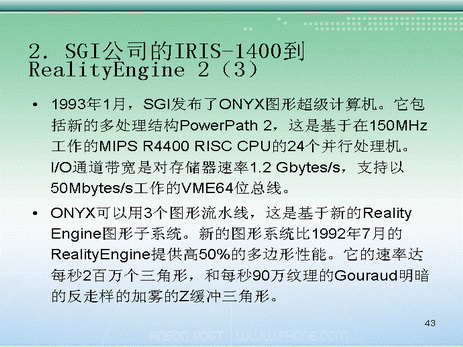 2. SGI公司的IRIS-1400到
RealityEngine 2（3）
• 1993年1月，SGI发布了ONYX图形超级计算机。它包
括新的多处理结构PowerPath 2，这是基于在150MHz
工作的MIPS R4400 RISC CPU的24个并行处理机。
I/O通道带宽是对存储器速率1.2 Gbytes/s，支持以
50Mbytes/s工作的VME64位总线。
• ONYX可以用3个图形流水线，这是基于新的Reality
Engine图形子系统。新的图形系统比1992年7月的
RealityEngine提供高50%的多边形性能。它的速率达
每秒2百万个三角形，和每秒90万纹理的Gouraud明暗
的反走样的加雾的Z缓冲三角形。
43